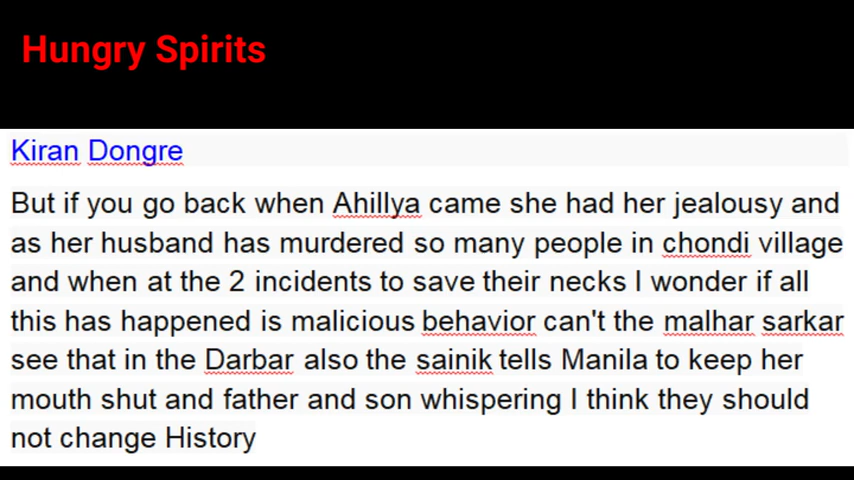 Hungry Spirits
Kiran Dongre
But if you go back when Ahillya came she had her jealousy and
as her husband has murdered so many people in chondi village
and when at the 2 incidents to save their necks I wonder if all
this has happened is malicious behavior can't the malhar sarkar
see that in the Darbar also the sainik tells Manila to keep her
mouth shut and father and son whispering I think they should
not change History